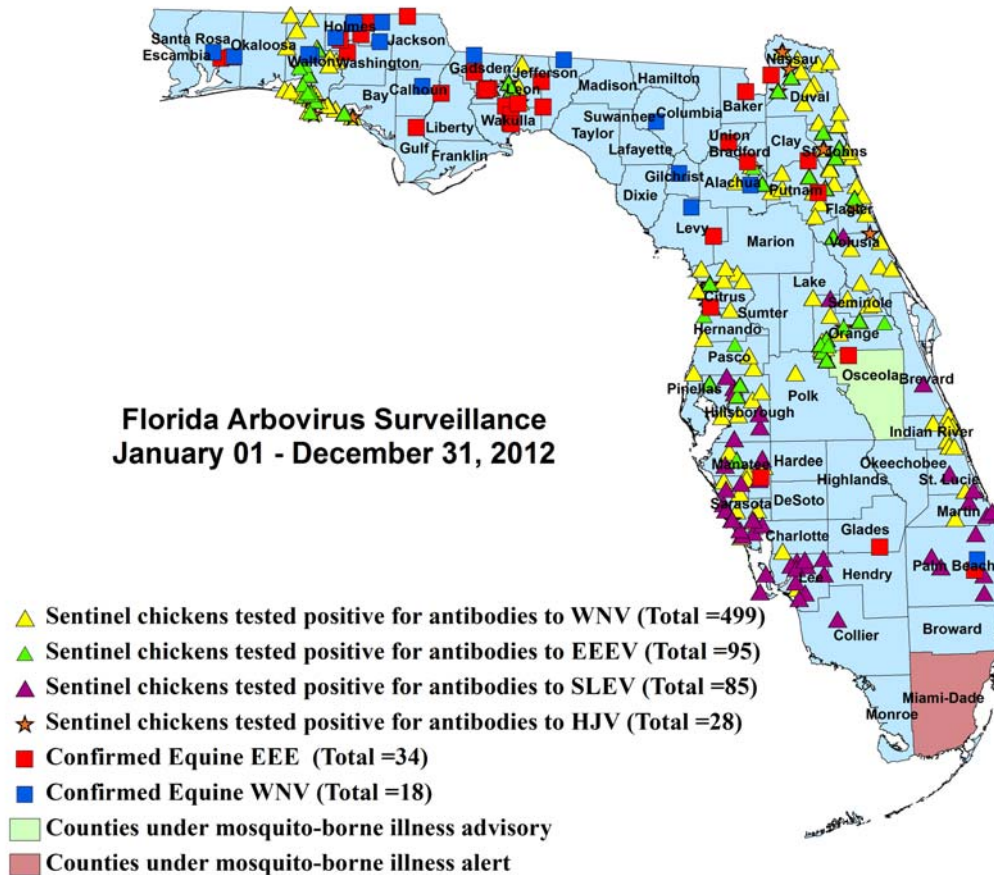 Florida Arbovirus Surveillance
January 01 - December 31, 2012
Santa Rosa
Escambia
Okaloosa
Walton
Holmes
Washington
Jackson
Bay
Calhoun
Gulf
Liberty
Franklin
Gadsden
Leon
Wakulla
Jefferson
Madison
Taylor
Hamilton
Suwannee
Lafayette
Columbia
Dixie
Gilchrist
Baker
Union
Bradford
Alachua
Levy
Nassau
Duval
Clay
St. Johns
Putnam
Flagler
Marion
Volusia
Citrus
Sumter
Lake
Seminole
Hernando
Orange
Pasco
Pinellas
Hillsborough
Polk
Osceola
Brevard
Indian River
Manatee
Hardee
Highlands
Okeechobee
St. Lucie
Sarasota
DeSoto
Martin
Charlotte
Glades
Lee
Hendry
Palm Beach
Collier
Broward
Monroe
Miami-Dade
Sentinel chickens tested positive for antibodies to WNV (Total =499)
Sentinel chickens tested positive for antibodies to EEEV (Total =95)
Sentinel chickens tested positive for antibodies to SLEV (Total =85)
Sentinel chickens tested positive for antibodies to HJV (Total =28)
Confirmed Equine EEE (Total =34)
Confirmed Equine WNV (Total =18)
Counties under mosquito-borne illness advisory
Counties under mosquito-borne illness alert